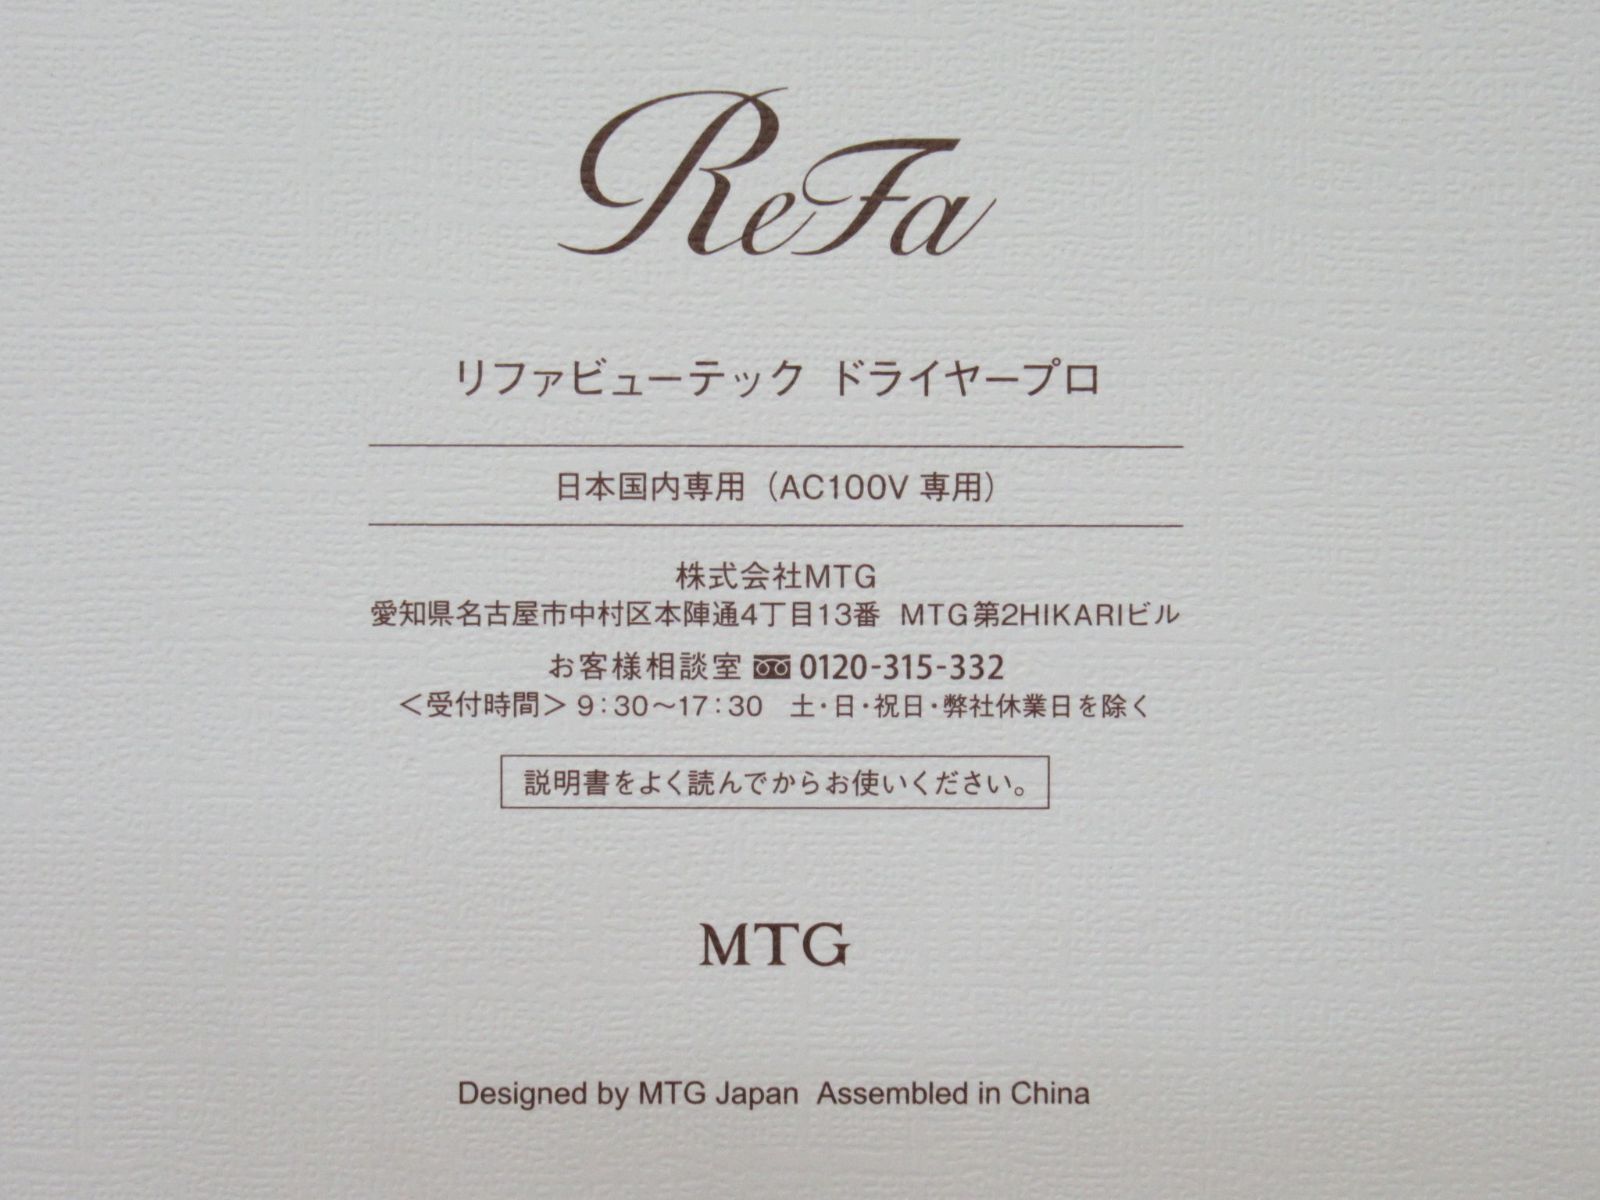 ReFa
リファビューテック ドライヤープロ
日本国内専用（AC100V 専用）
株式会社MTG
愛知県名古屋市中村区本陣通4丁目13番 MTG第2HIKARIビル
お客様相談室 0120-315-332
＜受付時間＞ 9：30〜17：30 土・日・祝日・弊社休業日を除く
説明書をよく読んでからお使いください。
MTG
Designed by MTG Japan Assembled in China